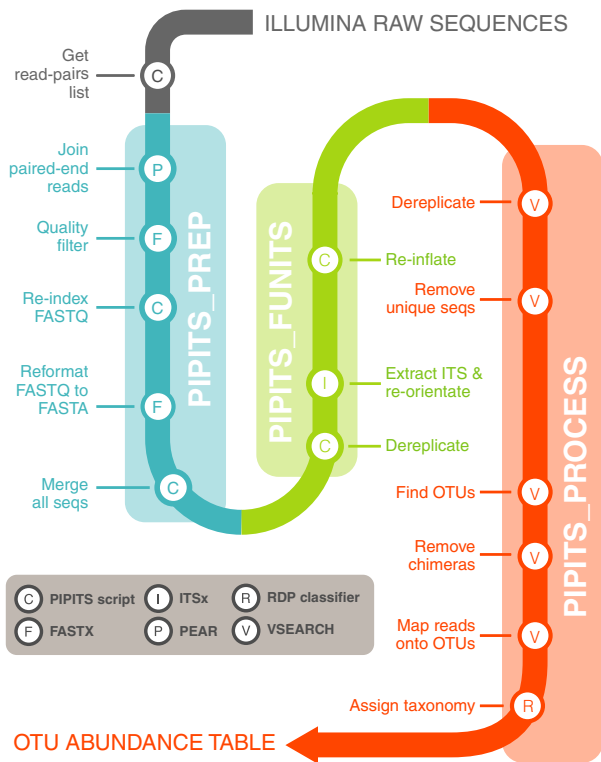 ILLUMINA RAW SEQUENCES
Get
read-pairs
list
C
Join
paired-end
reads
P
Quality
filter
F
Re-index
FASTQ
C
Reformat
FASTQ to
FASTA
F
Merge
all seqs
C
PIPITS_PREP
PIPITS_FUNITS
C
Re-inflate
I
Extract ITS &
re-orientate
C
Dereplicate
Dereplicate
V
Remove
unique seqs
V
Find OTUs
V
Remove
chimeras
V
Map reads
onto OTUs
V
Assign taxonomy
R
PIPITS_PROCESS
C PIPITS script
I ITSx
R RDP classifier
F FASTX
P PEAR
V VSEARCH
OTU ABUNDANCE TABLE